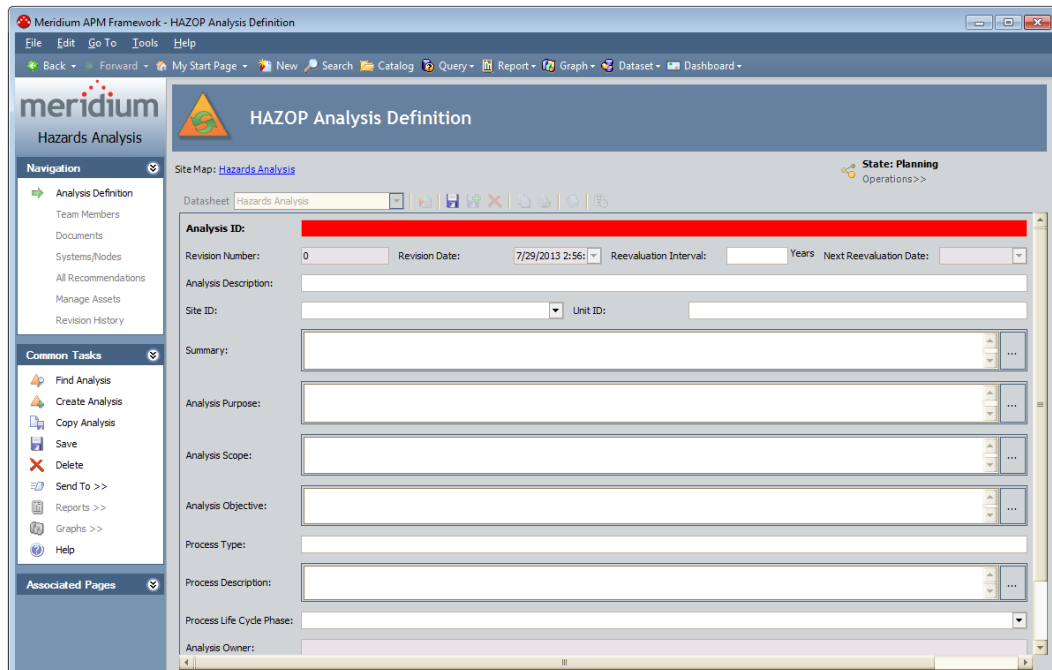 Meridium APM Framework - HAZOP Analysis Definition
File Edit Go To Tools Help
Back Forward My Start Page New Search Catalog Query Report Graph Dataset Dashboard
meridium
Hazards Analysis
HAZOP Analysis Definition
Navigation
Analysis Definition
Team Members
Documents
Systems/Nodes
All Recommendations
Manage Assets
Revision History
Common Tasks
Find Analysis
Create Analysis
Copy Analysis
Save
Delete
Send To >>
Reports >>
Graphs >>
Help
Associated Pages
Site Map: Hazards Analysis
State: Planning
Operations>>
Datasheet Hazards Analysis
Analysis ID:
Revision Number: 0 Revision Date: 7/29/2013 2:56: Reevaluation Interval: Years Next Reevaluation Date:
Analysis Description:
Site ID: Unit ID:
Summary: ...
Analysis Purpose: ...
Analysis Scope: ...
Analysis Objective: ...
Process Type:
Process Description: ...
Process Life Cycle Phase:
Analysis Owner: